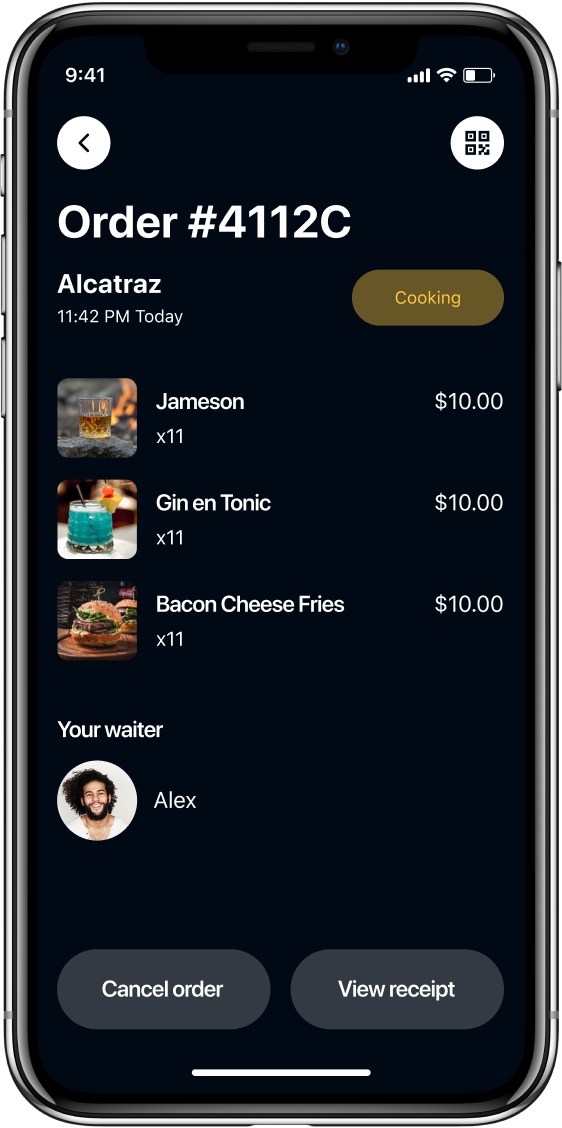 9:41
Order #4112C
Alcatraz
Cooking
11:42 PM Today
Jameson
$10.00
x11
Gin en Tonic
$10.00
x11
Bacon Cheese Fries
$10.00
x11
Your waiter
Alex
Cancel order
View receipt